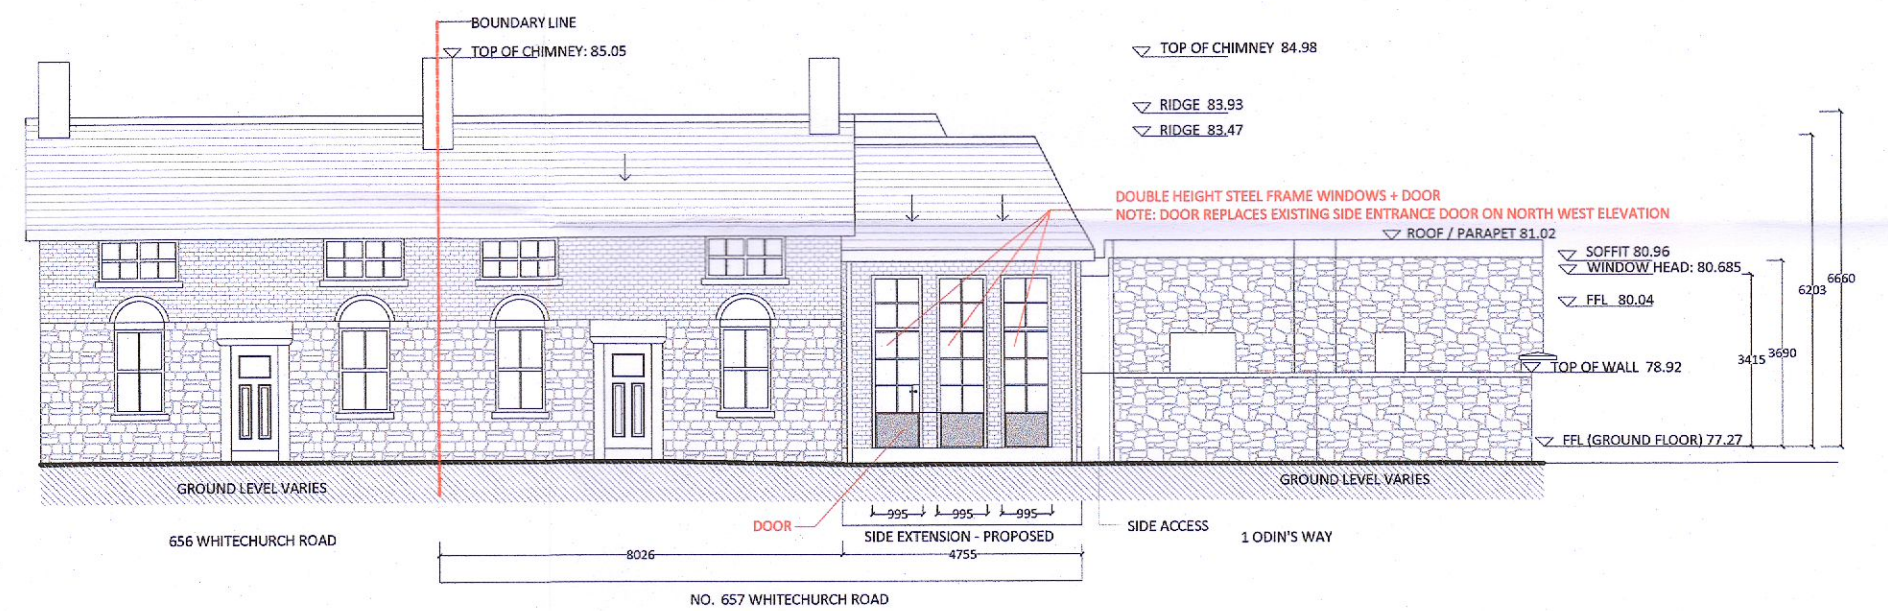 BOUNDARY LINE
TOP OF CHIMNEY: 85.05
TOP OF CHIMNEY 84.98
RIDGE 83.93
RIDGE 83.47
DOUBLE HEIGHT STEEL FRAME WINDOWS + DOOR
NOTE: DOOR REPLACES EXISTING SIDE ENTRANCE DOOR ON NORTH WEST ELEVATION
ROOF / PARAPET 81.02
SOFFIT 80.96
WINDOW HEAD: 80.685
FFL 80.04
6203
6660
3415
3690
TOP OF WALL 78.92
FFL (GROUND FLOOR) 77.27
GROUND LEVEL VARIES
GROUND LEVEL VARIES
995
995
995
DOOR
SIDE EXTENSION - PROPOSED
SIDE ACCESS
656 WHITECHURCH ROAD
1 ODIN'S WAY
8026
4755
NO. 657 WHITECHURCH ROAD